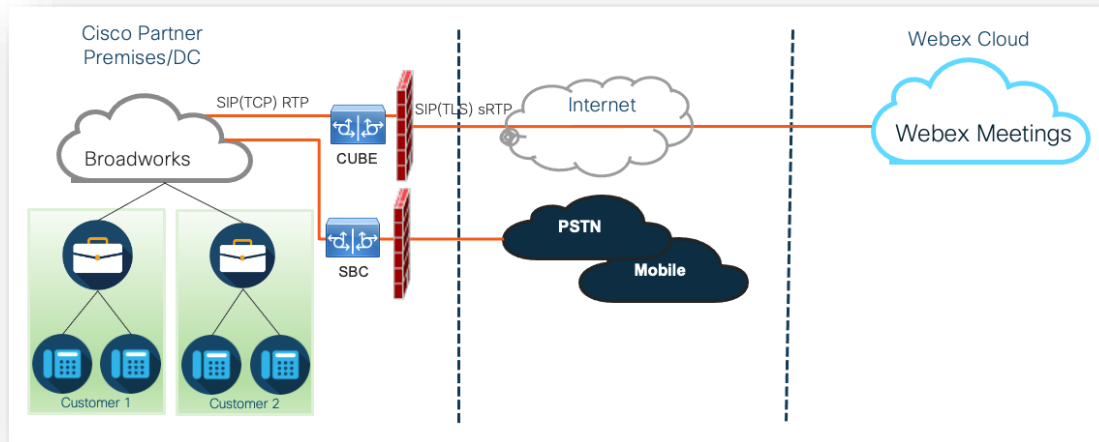 Cisco Partner
Premises/DC
Webex Cloud
SIP(TCP) RTP
SIP(TLS) sRTP
Internet
Webex Meetings
Broadworks
CUBE
PSTN
SBC
Mobile
Customer 1
Customer 2